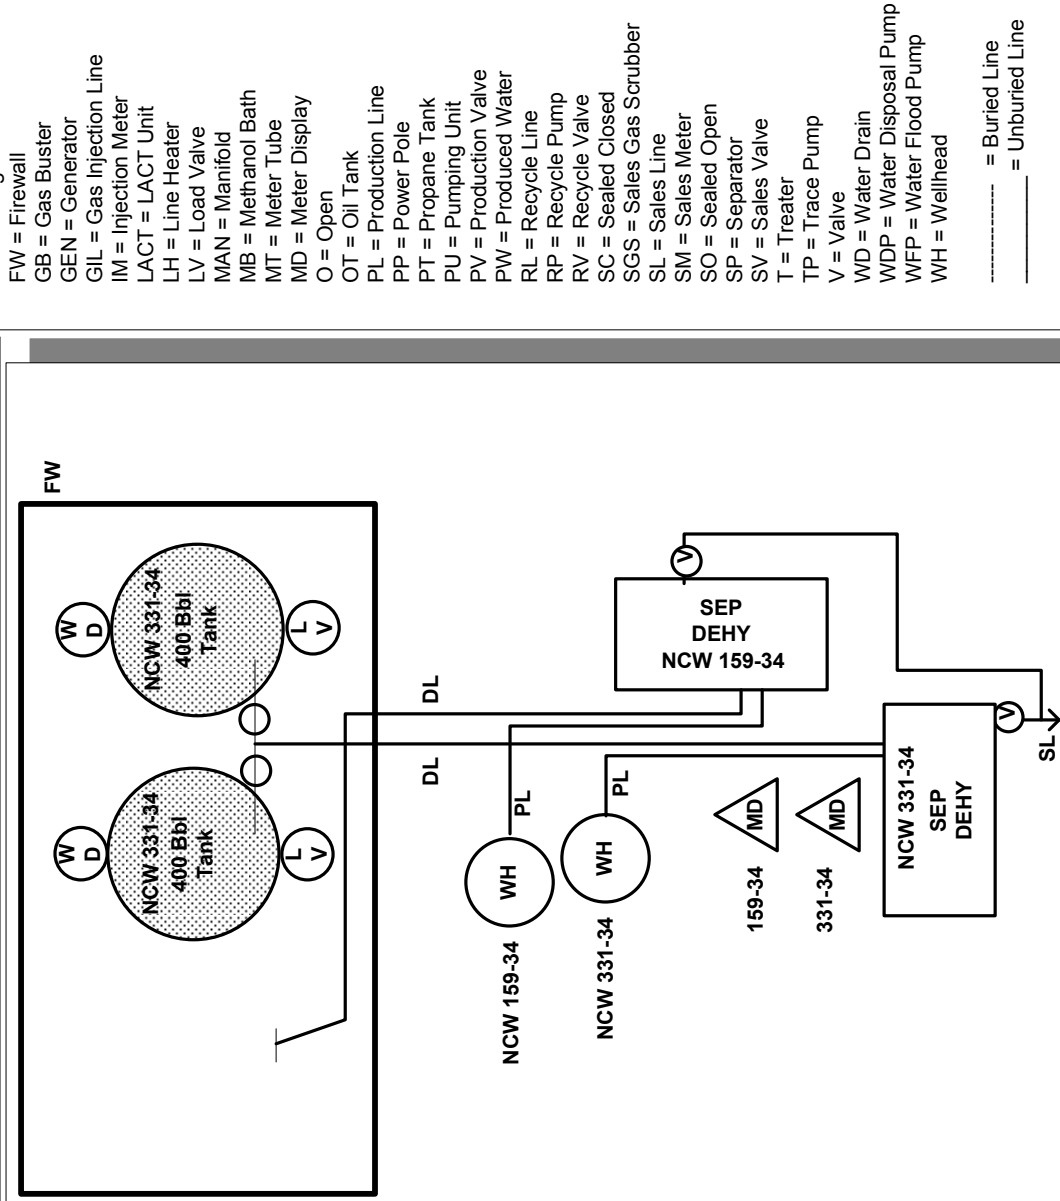 FW = Firewall
GB = Gas Buster
GEN = Generator
GIL = Gas Injection Line
IM = Injection Meter
LACT = LACT Unit
LH = Line Heater
LV = Load Valve
MAN = Manifold
MB = Methanol Bath
MT = Meter Tube
MD = Meter Display
O = Open
OT = Oil Tank
PL = Production Line
PP = Power Pole
PT = Propane Tank
PU = Pumping Unit
PV = Production Valve
PW = Produced Water
RL = Recycle Line
RP = Recycle Pump
RV = Recycle Valve
SC = Sealed Closed
SGS = Sales Gas Scrubber
SL = Sales Line
SM = Sales Meter
SO = Sealed Open
SP = Separator
SV = Sales Valve
T = Treater
TP = Trace Pump
V = Valve
WD = Water Drain
WDP = Water Disposal Pump
WFP = Water Flood Pump
WH = Wellhead
------------- = Buried Line
_________ = Unburied Line
FW
W
D
NCW 331-34
400 Bbl
Tank
L
V
W
D
NCW 331-34
400 Bbl
Tank
L
V
DL
DL
PL
WH
NCW 159-34
PL
WH
NCW 331-34
V
SEP
DEHY
NCW 159-34
MD
159-34
MD
331-34
NCW 331-34
SEP
DEHY
V
SL